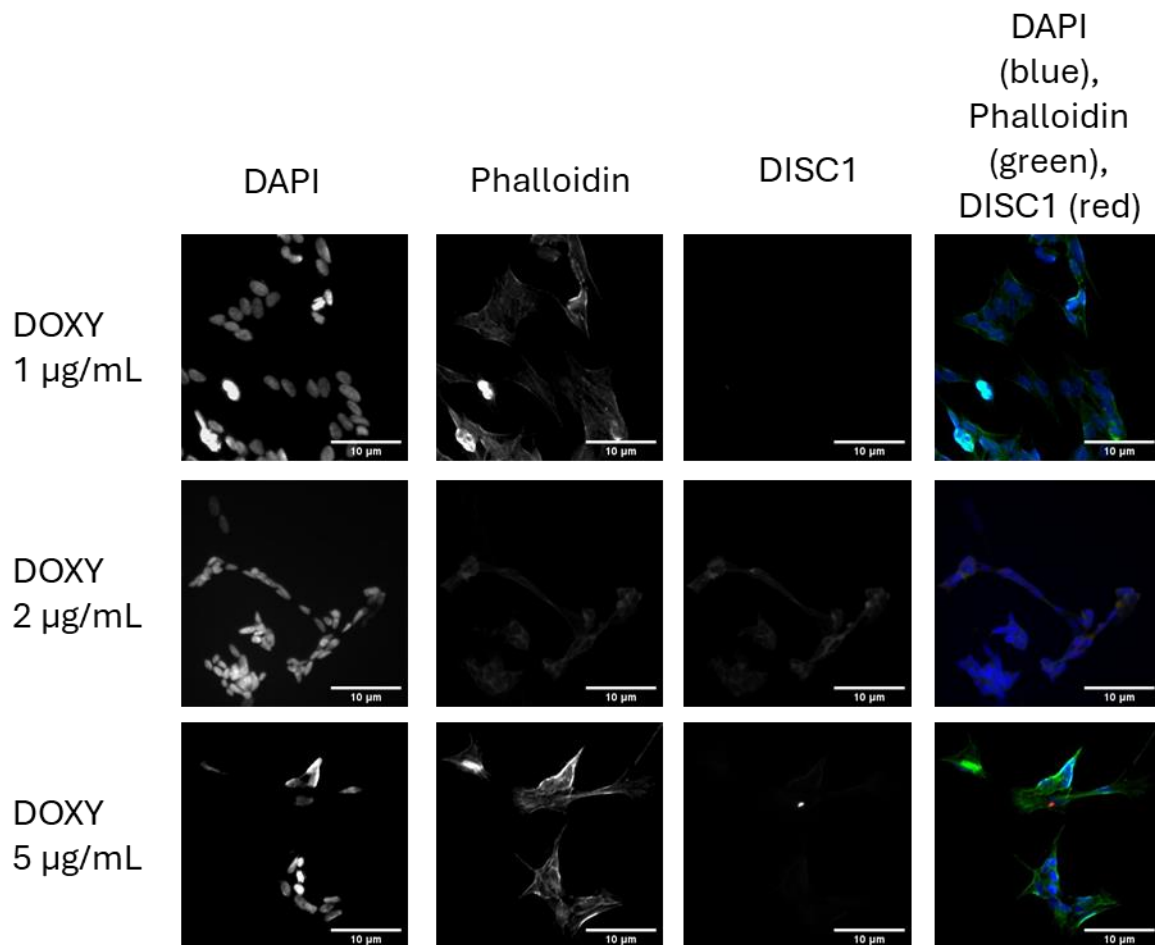 DAPI
(blue),
Phalloidin
(green),
DISC1 (red)
DAPI
Phalloidin
DISC1
DOXY
1 µg/mL
10 µm
10 µm
10 µm
10 µm
DOXY
2 µg/mL
10 µm
10 µm
10 µm
10 µm
DOXY
5 µg/mL
10 µm
10 µm
10 µm
10 µm